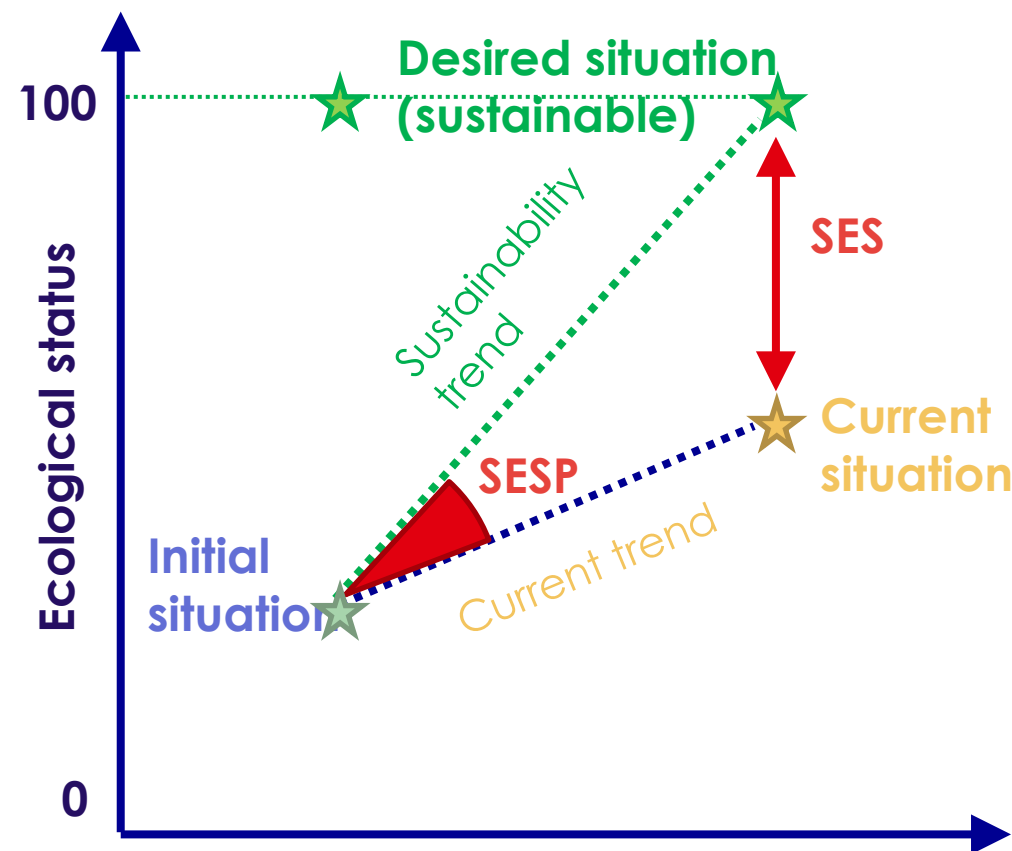 Desired situation
100
(sustainable)
Sustainability
trend
SES
Ecological status
Current
situation
SESP
Initial
situation
Current trend
0